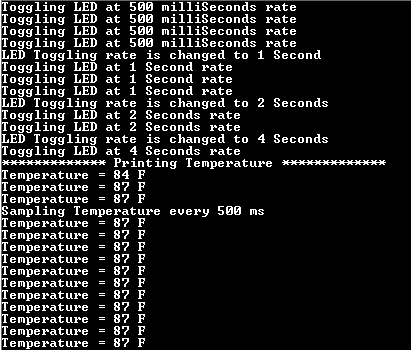 Toggling LED at 500 milliSeconds rate
Toggling LED at 500 milliSeconds rate
Toggling LED at 500 milliSeconds rate
Toggling LED at 500 milliSeconds rate
LED Toggling rate is changed to 1 Second
Toggling LED at 1 Second rate
Toggling LED at 1 Second rate
Toggling LED at 1 Second rate
LED Toggling rate is changed to 2 Seconds
Toggling LED at 2 Seconds rate
Toggling LED at 2 Seconds rate
LED Toggling rate is changed to 4 Seconds
Toggling LED at 4 Seconds rate
************* Printing Temperature *************
Temperature = 84 F
Temperature = 87 F
Temperature = 87 F
Sampling Temperature every 500 ms
Temperature = 87 F
Temperature = 87 F
Temperature = 87 F
Temperature = 87 F
Temperature = 87 F
Temperature = 87 F
Temperature = 87 F
Temperature = 87 F
Temperature = 87 F
Temperature = 87 F
Temperature = 87 F